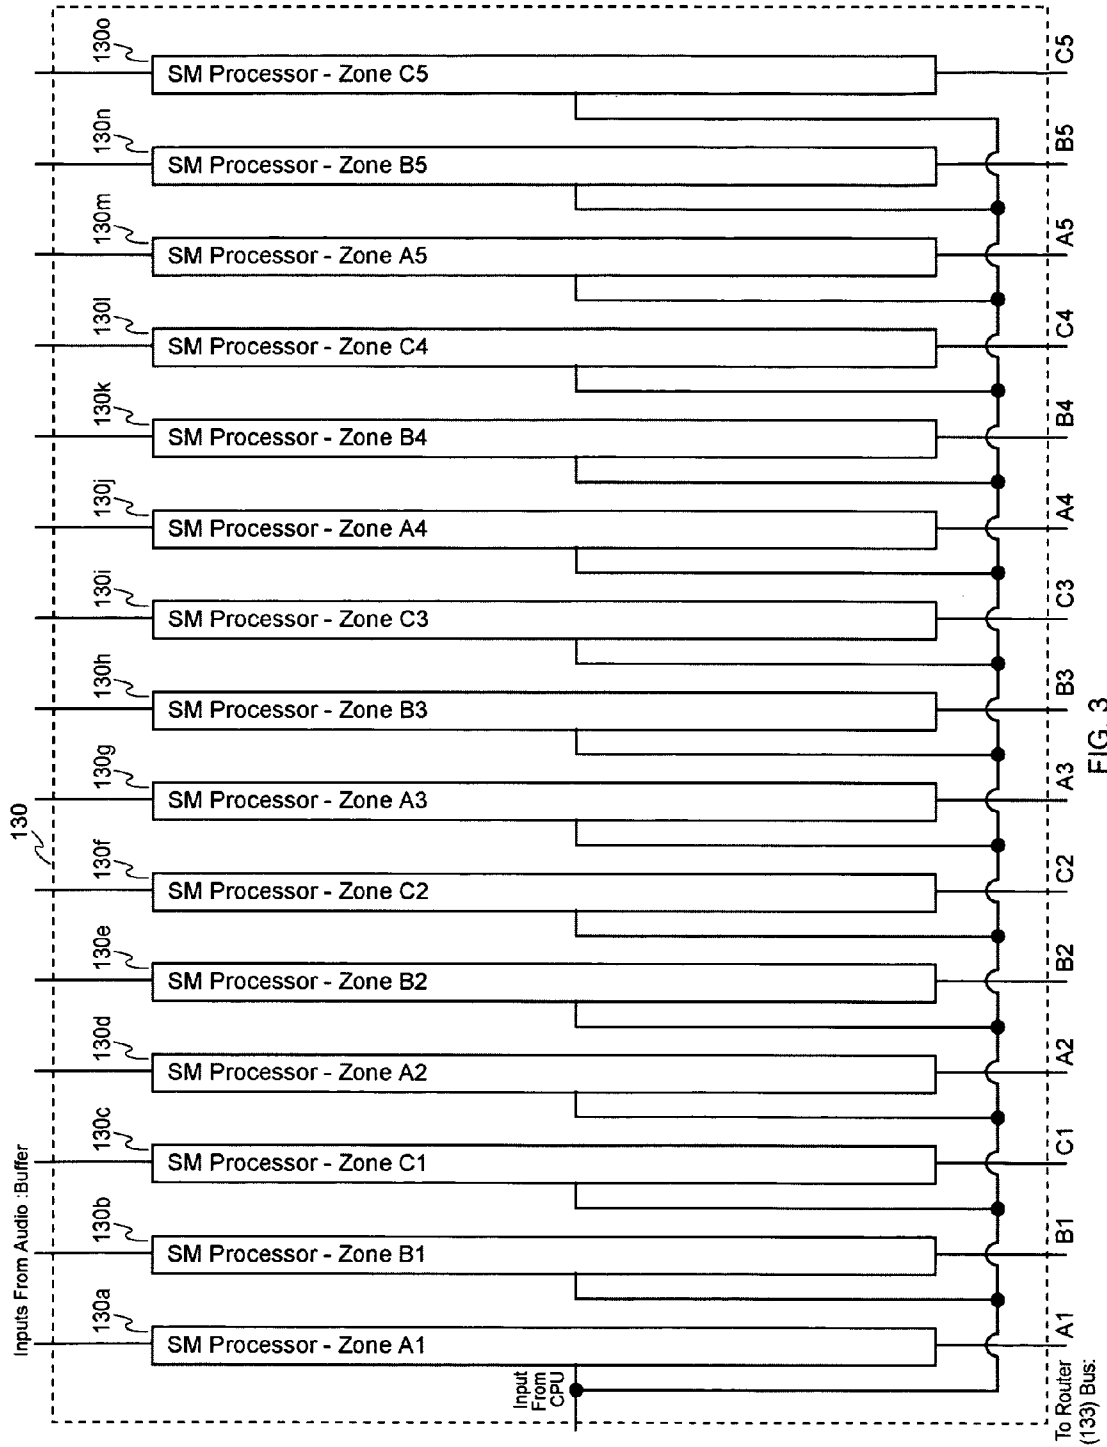 130
Inputs From Audio :Buffer
130a
SM Processor - Zone A1
A1
130b
SM Processor - Zone B1
B1
130c
SM Processor - Zone C1
C1
130d
SM Processor - Zone A2
A2
130e
SM Processor - Zone B2
B2
130f
SM Processor - Zone C2
C2
130g
SM Processor - Zone A3
A3
130h
SM Processor - Zone B3
B3
130i
SM Processor - Zone C3
C3
130j
SM Processor - Zone A4
A4
130k
SM Processor - Zone B4
B4
130l
SM Processor - Zone C4
C4
130m
SM Processor - Zone A5
A5
130n
SM Processor - Zone B5
B5
130o
SM Processor - Zone C5
C5
Input
From
CPU
To Router
(133) Bus:
FIG. 3